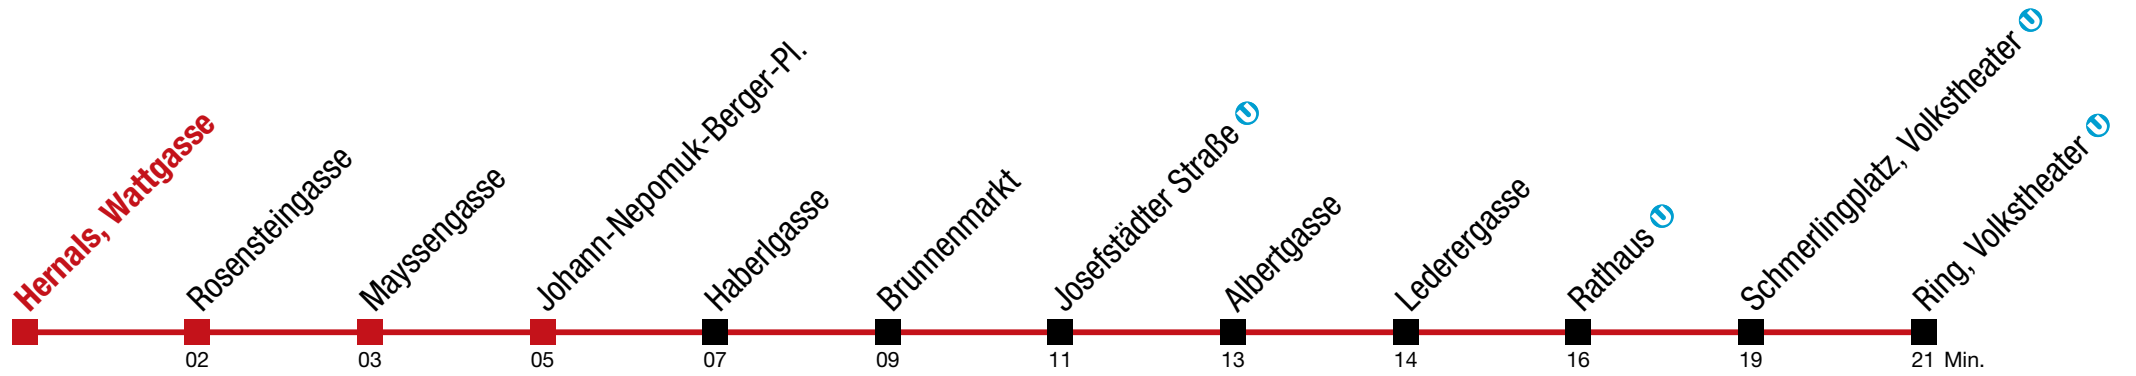 Hernals, Wattgasse
Rosensteingasse
Mayssengasse
Johann-Nepomuk-Berger-Pl.
Haberlgasse
Brunnenmarkt
Josefstädter Straße U
Albertgasse
Lederergasse
Rathaus U
Schmerlingplatz, Volkstheater U
Ring, Volkstheater U
02 03 05 07 09 11 13 14 16 19 21 Min.